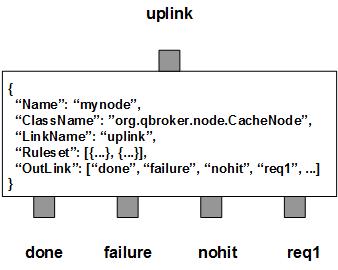 uplink
{
“Name”: “mynode”,
“ClassName”: “org.qbroker.node.CacheNode”,
“LinkName”: “uplink”,
“Ruleset”: [{...}, {...}],
“OutLink”: [“done”, “failure”, “nohit”, “req1”, ...]
}
done failure nohit req1